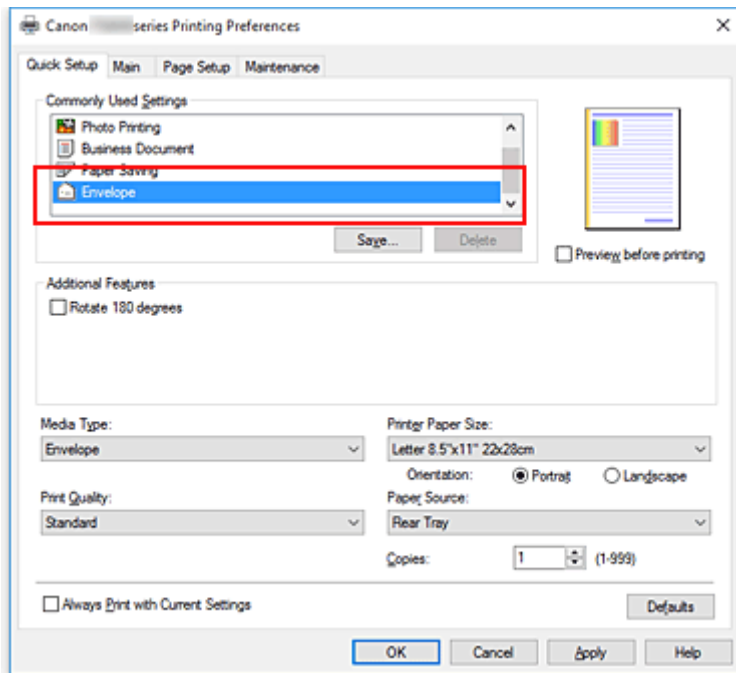 Canon series Printing Preferences
Quick Setup Main Page Setup Maintenance
Commonly Used Settings
Photo Printing
Business Document
Paper Saving
Envelope
Save... Delete
Preview before printing
Additional Features
Rotate 180 degrees
Media Type: Printer Paper Size:
Envelope Letter 8.5"x11" 22x28cm
Orientation: Portrait Landscape
Print Quality: Paper Source:
Standard Rear Tray
Copies: 1 (1-999)
Always Print with Current Settings Defaults
OK Cancel Apply Help